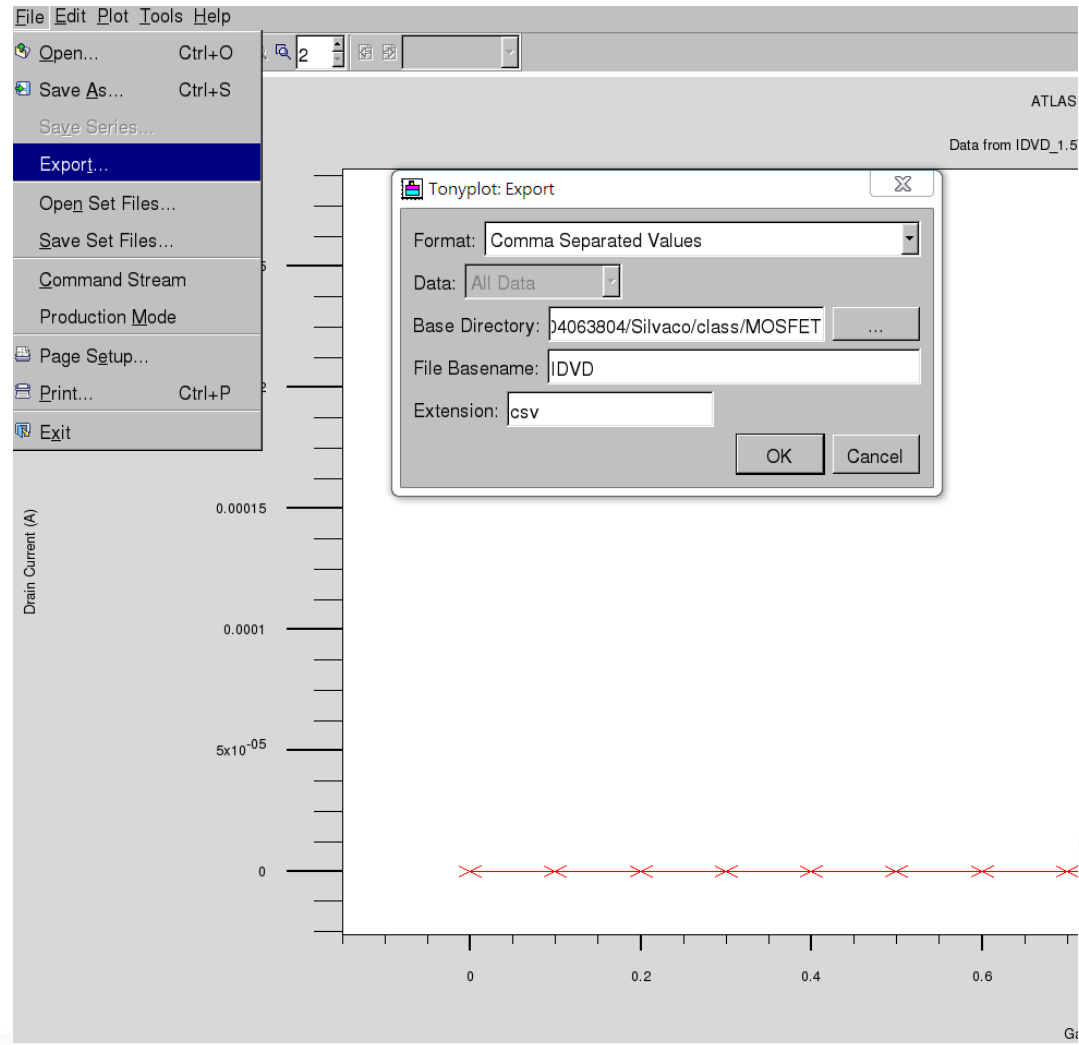 File Edit Plot Tools Help
Open... Ctrl+O
2
Save As... Ctrl+S
Save Series...
Export...
Open Set Files...
Save Set Files...
Command Stream
Production Mode
Page Setup...
Print... Ctrl+P
Exit
ATLAS
Data from IDVD_1.5
Tonyplot: Export
Format: Comma Separated Values
Data: All Data
Base Directory: 04063804/Silvaco/class/MOSFET ...
File Basename: IDVD
Extension: csv
OK Cancel
Drain Current (A)
0.00015
0.0001
5x10-05
0
0 0.2 0.4 0.6